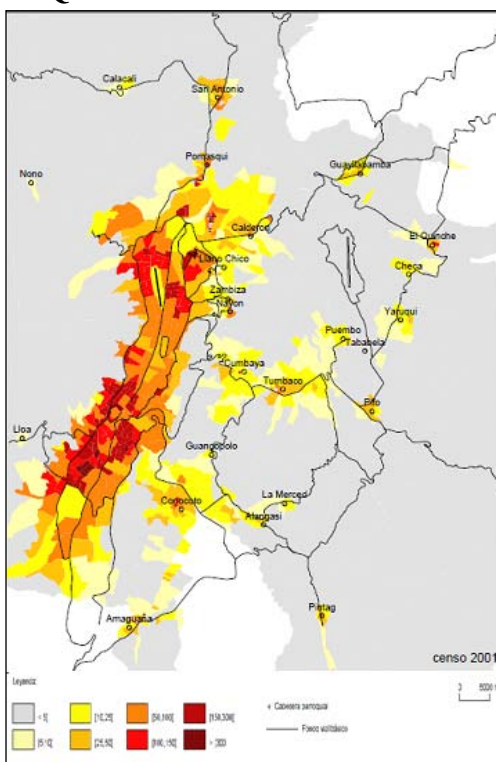 Calacali
San Antonio
Pomasqui
Nono
Guayllabamba
Calderon
El Quinche
Llano Chico
Checa
Zambiza
Nayon
Yaruqui
Puembo
Tababela
Cumbaya
Tumbaco
Pifo
Lloa
Guangopolo
La Merced
Conocoto
Alangasi
Pintag
Amaguaña
censo 2001
Leyenda:
< 5]
[10,25]
[50,100]
[150,300]
[5,10]
[25,50]
[100,150]
> [300
Cabecera parroquial
0